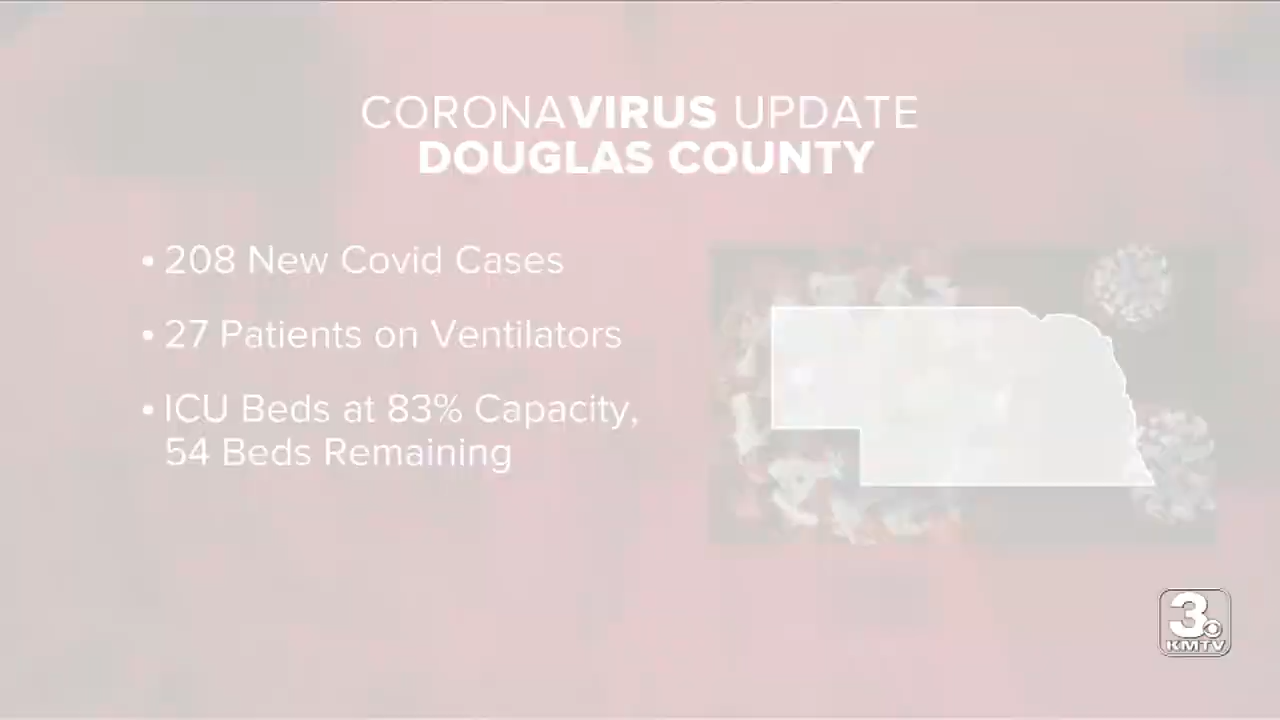 CORONAVIRUS UPDATE
DOUGLAS COUNTY
• 208 New Covid Cases
• 27 Patients on Ventilators
• ICU Beds at 83% Capacity,
54 Beds Remaining
3
KMTV